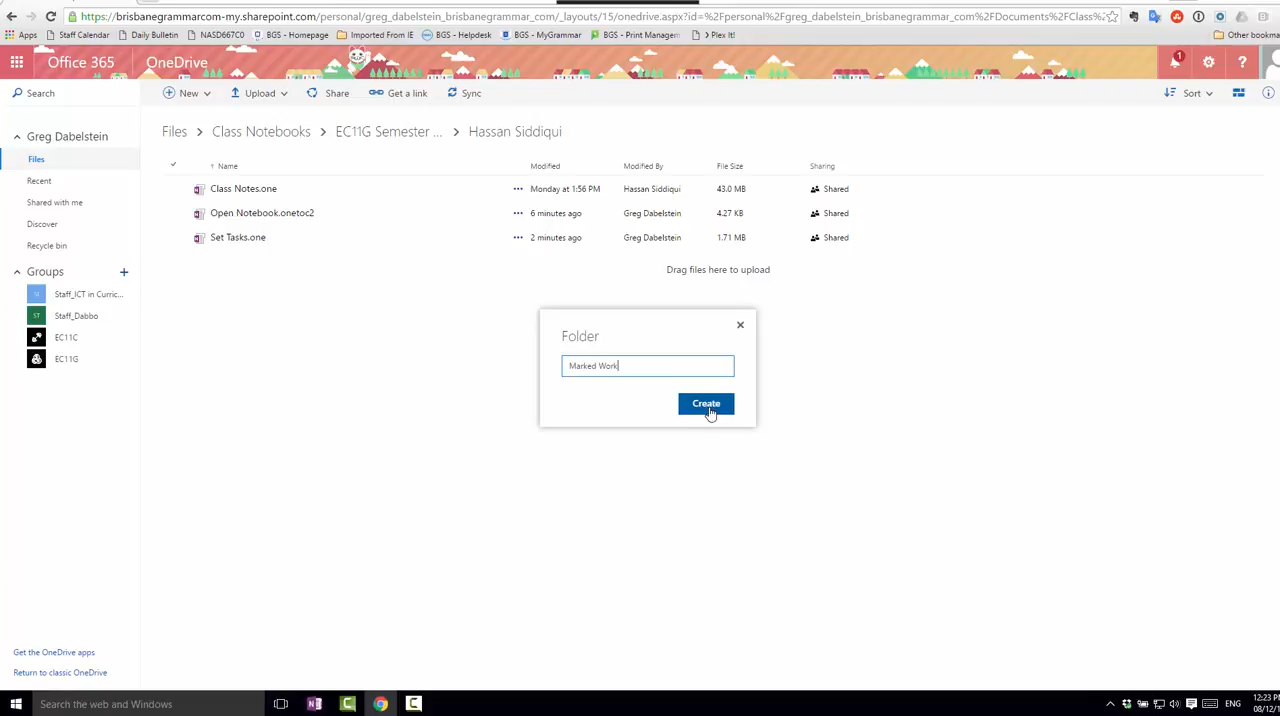 https://brisbanegrammarcom-my.sharepoint.com/personal/greg_dabelstein_brisbanegrammar_com/_layouts/15/onedrive.aspx?id=%2Fpersonal%2Fgreg_dabelstein_brisbanegrammar_com%2FDocuments%2FClass
Apps Staff Calendar Daily Bulletin NASD667C0 BGS - Homepage Imported From IE BGS - Helpdesk BGS - MyGrammar BGS - Print Managem Plex It! Other bookma
Office 365 OneDrive 1
Search New Upload Share Get a link Sync Sort
Files > Class Notebooks > EC11G Semester ... > Hassan Siddiqui
Greg Dabelstein
Files
Recent
Shared with me
Discover
Recycle bin
Groups +
SI Staff_ICT in Curric...
ST Staff_Dabbo
EC11C
EC11G
Name Modified Modified By File Size Sharing
Class Notes.one ... Monday at 1:56 PM Hassan Siddiqui 43.0 MB Shared
Open Notebook.onetoc2 ... 6 minutes ago Greg Dabelstein 4.27 KB Shared
Set Tasks.one ... 2 minutes ago Greg Dabelstein 1.71 MB Shared
Drag files here to upload
Folder
Marked Work
Create
Get the OneDrive apps
Return to classic OneDrive
Search the web and Windows
ENG
12:23 PM
08/12/1